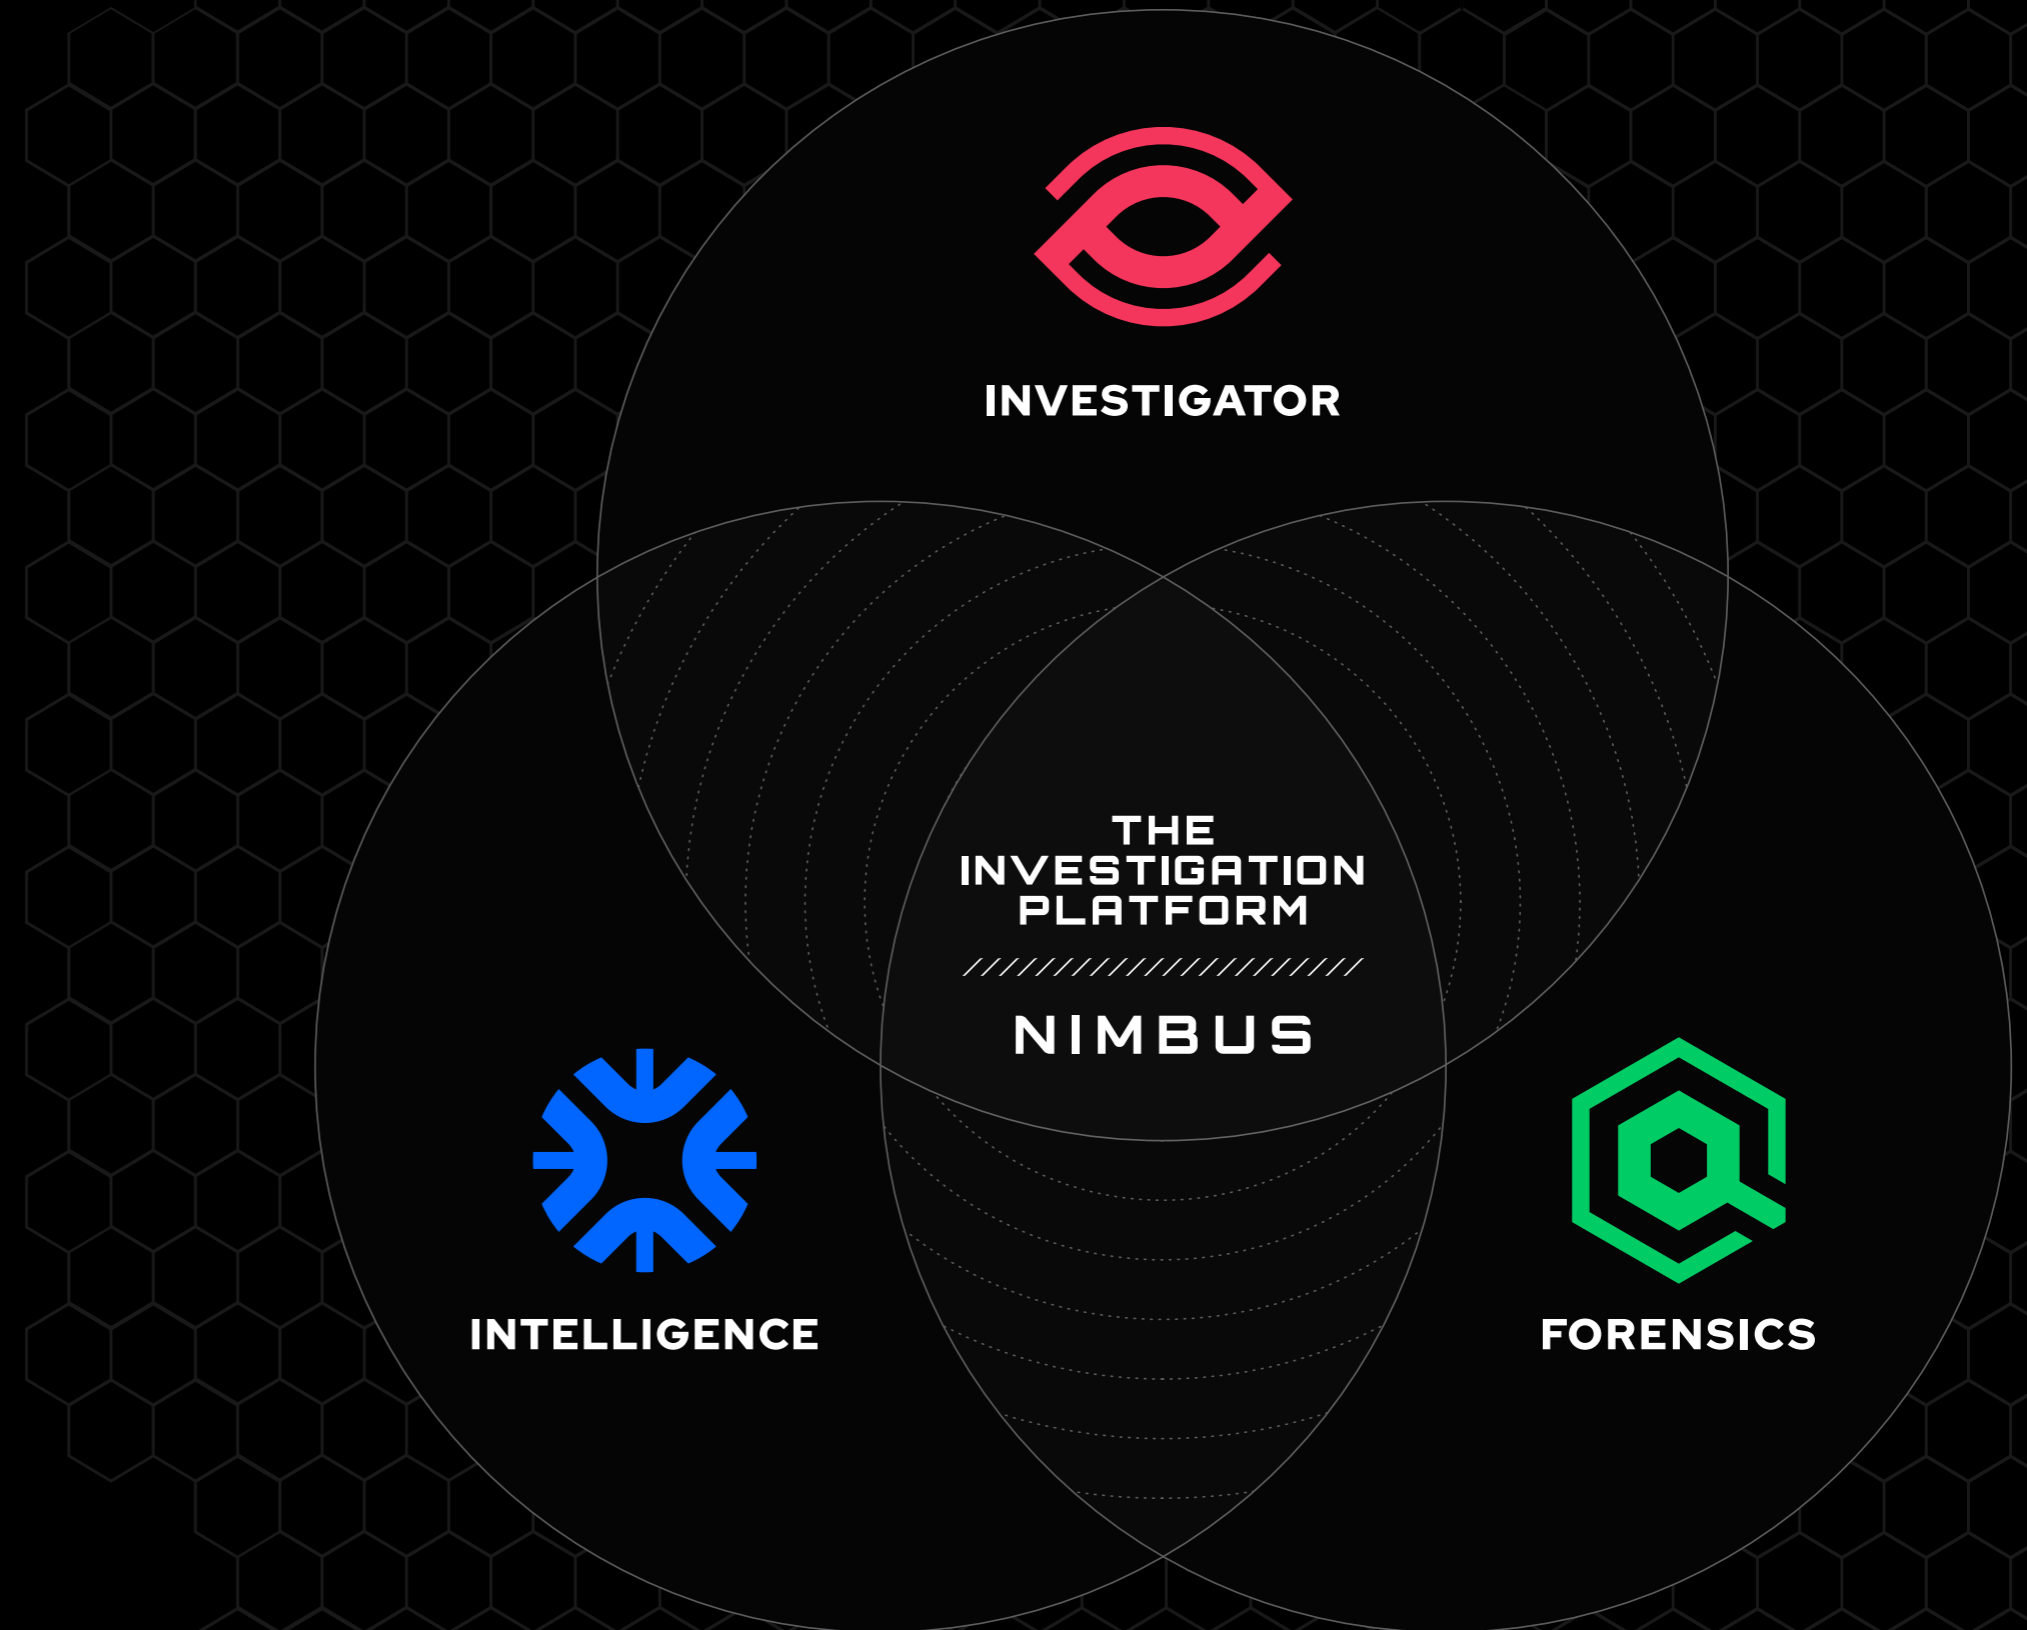 INVESTIGATOR
THE
INVESTIGATION
PLATFORM
NIMBUS
INTELLIGENCE
FORENSICS